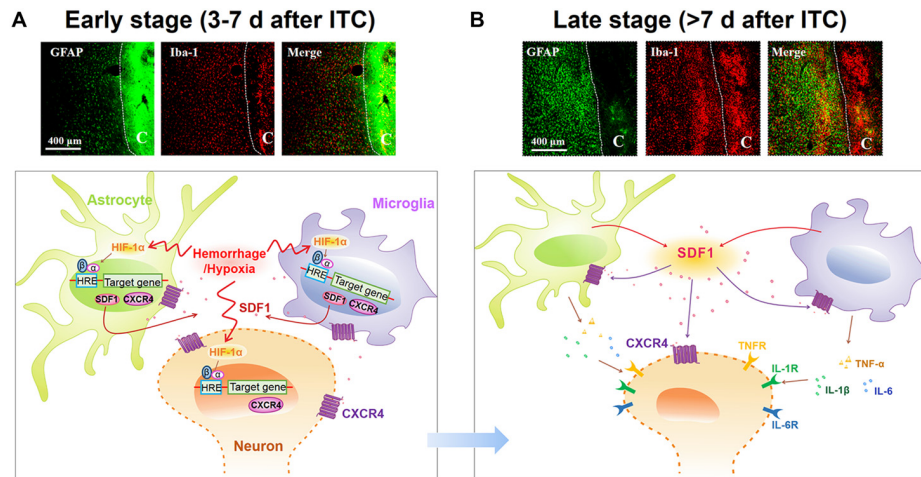 A Early stage (3-7 d after ITC)
GFAP
Iba-1
Merge
400 μm
C
C
C
Astrocyte
Microglia
HIF-1α
HIF-1α
Hemorrhage
/Hypoxia
β
α
HRE
Target gene
SDF1
CXCR4
β
α
HRE
Target gene
SDF1
CXCR4
SDF1
HIF-1α
β
α
HRE
Target gene
CXCR4
CXCR4
Neuron
B Late stage (>7 d after ITC)
GFAP
Iba-1
Merge
400 μm
C
C
C
SDF1
CXCR4
TNFR
TNF-α
IL-1R
IL-1β
IL-6
IL-6R